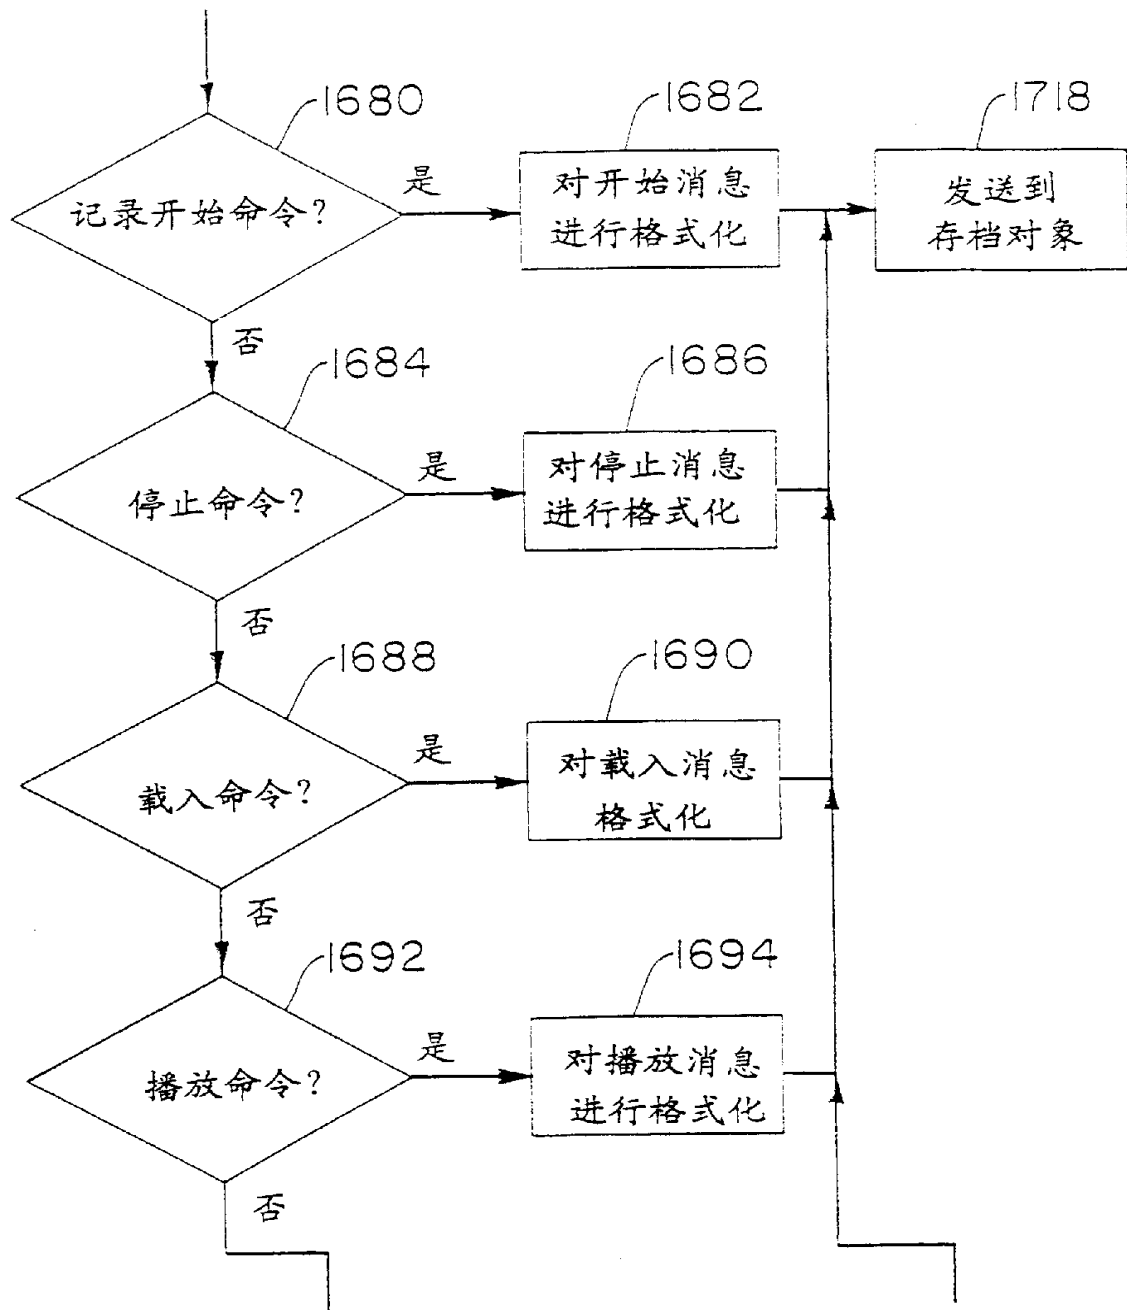 1680
1682
1718
记录开始命令?
是
对开始消息
进行格式化
发送到
存档对象
否
1684
1686
停止命令?
是
对停止消息
进行格式化
否
1688
1690
载入命令?
是
对载入消息
格式化
否
1692
1694
播放命令?
是
对播放消息
进行格式化
否